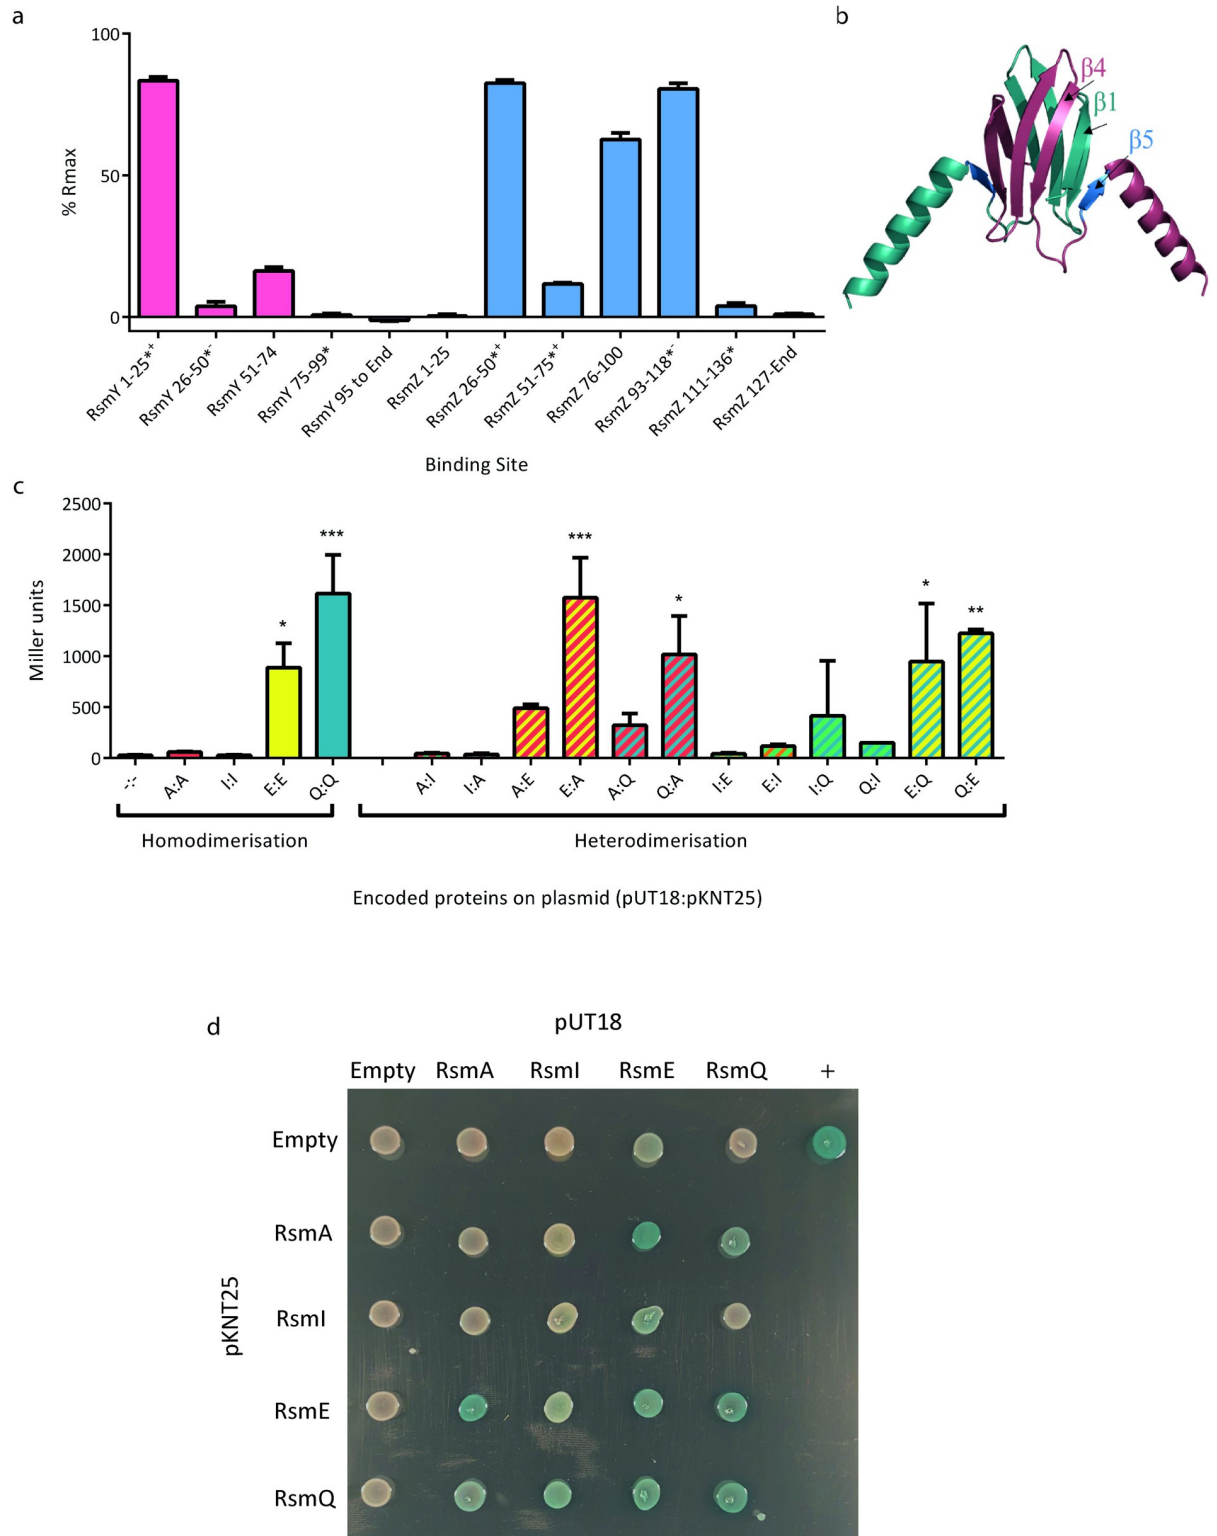 a
100
50
0
% Rmax
RsmY 1-25*⁺
RsmY 26-50*⁻
RsmY 51-74
RsmY 75-99*
RsmY 95 to End
RsmZ 1-25
RsmZ 26-50*⁺
RsmZ 51-75*⁺
RsmZ 76-100
RsmZ 93-118*⁻
RsmZ 111-136*
RsmZ 127-End
Binding Site
b
β4
β1
β5
c
2500
2000
1500
1000
500
0
Miller units
*
***
***
*
*
**
-:-
A:A
I:I
E:E
Q:Q
A:I
I:A
A:E
E:A
A:Q
Q:A
I:E
E:I
I:Q
Q:I
E:Q
Q:E
Homodimerisation
Heterodimerisation
Encoded proteins on plasmid (pUT18:pKNT25)
d
pUT18
Empty RsmA RsmI RsmE RsmQ +
pKNT25
Empty
RsmA
RsmI
RsmE
RsmQ